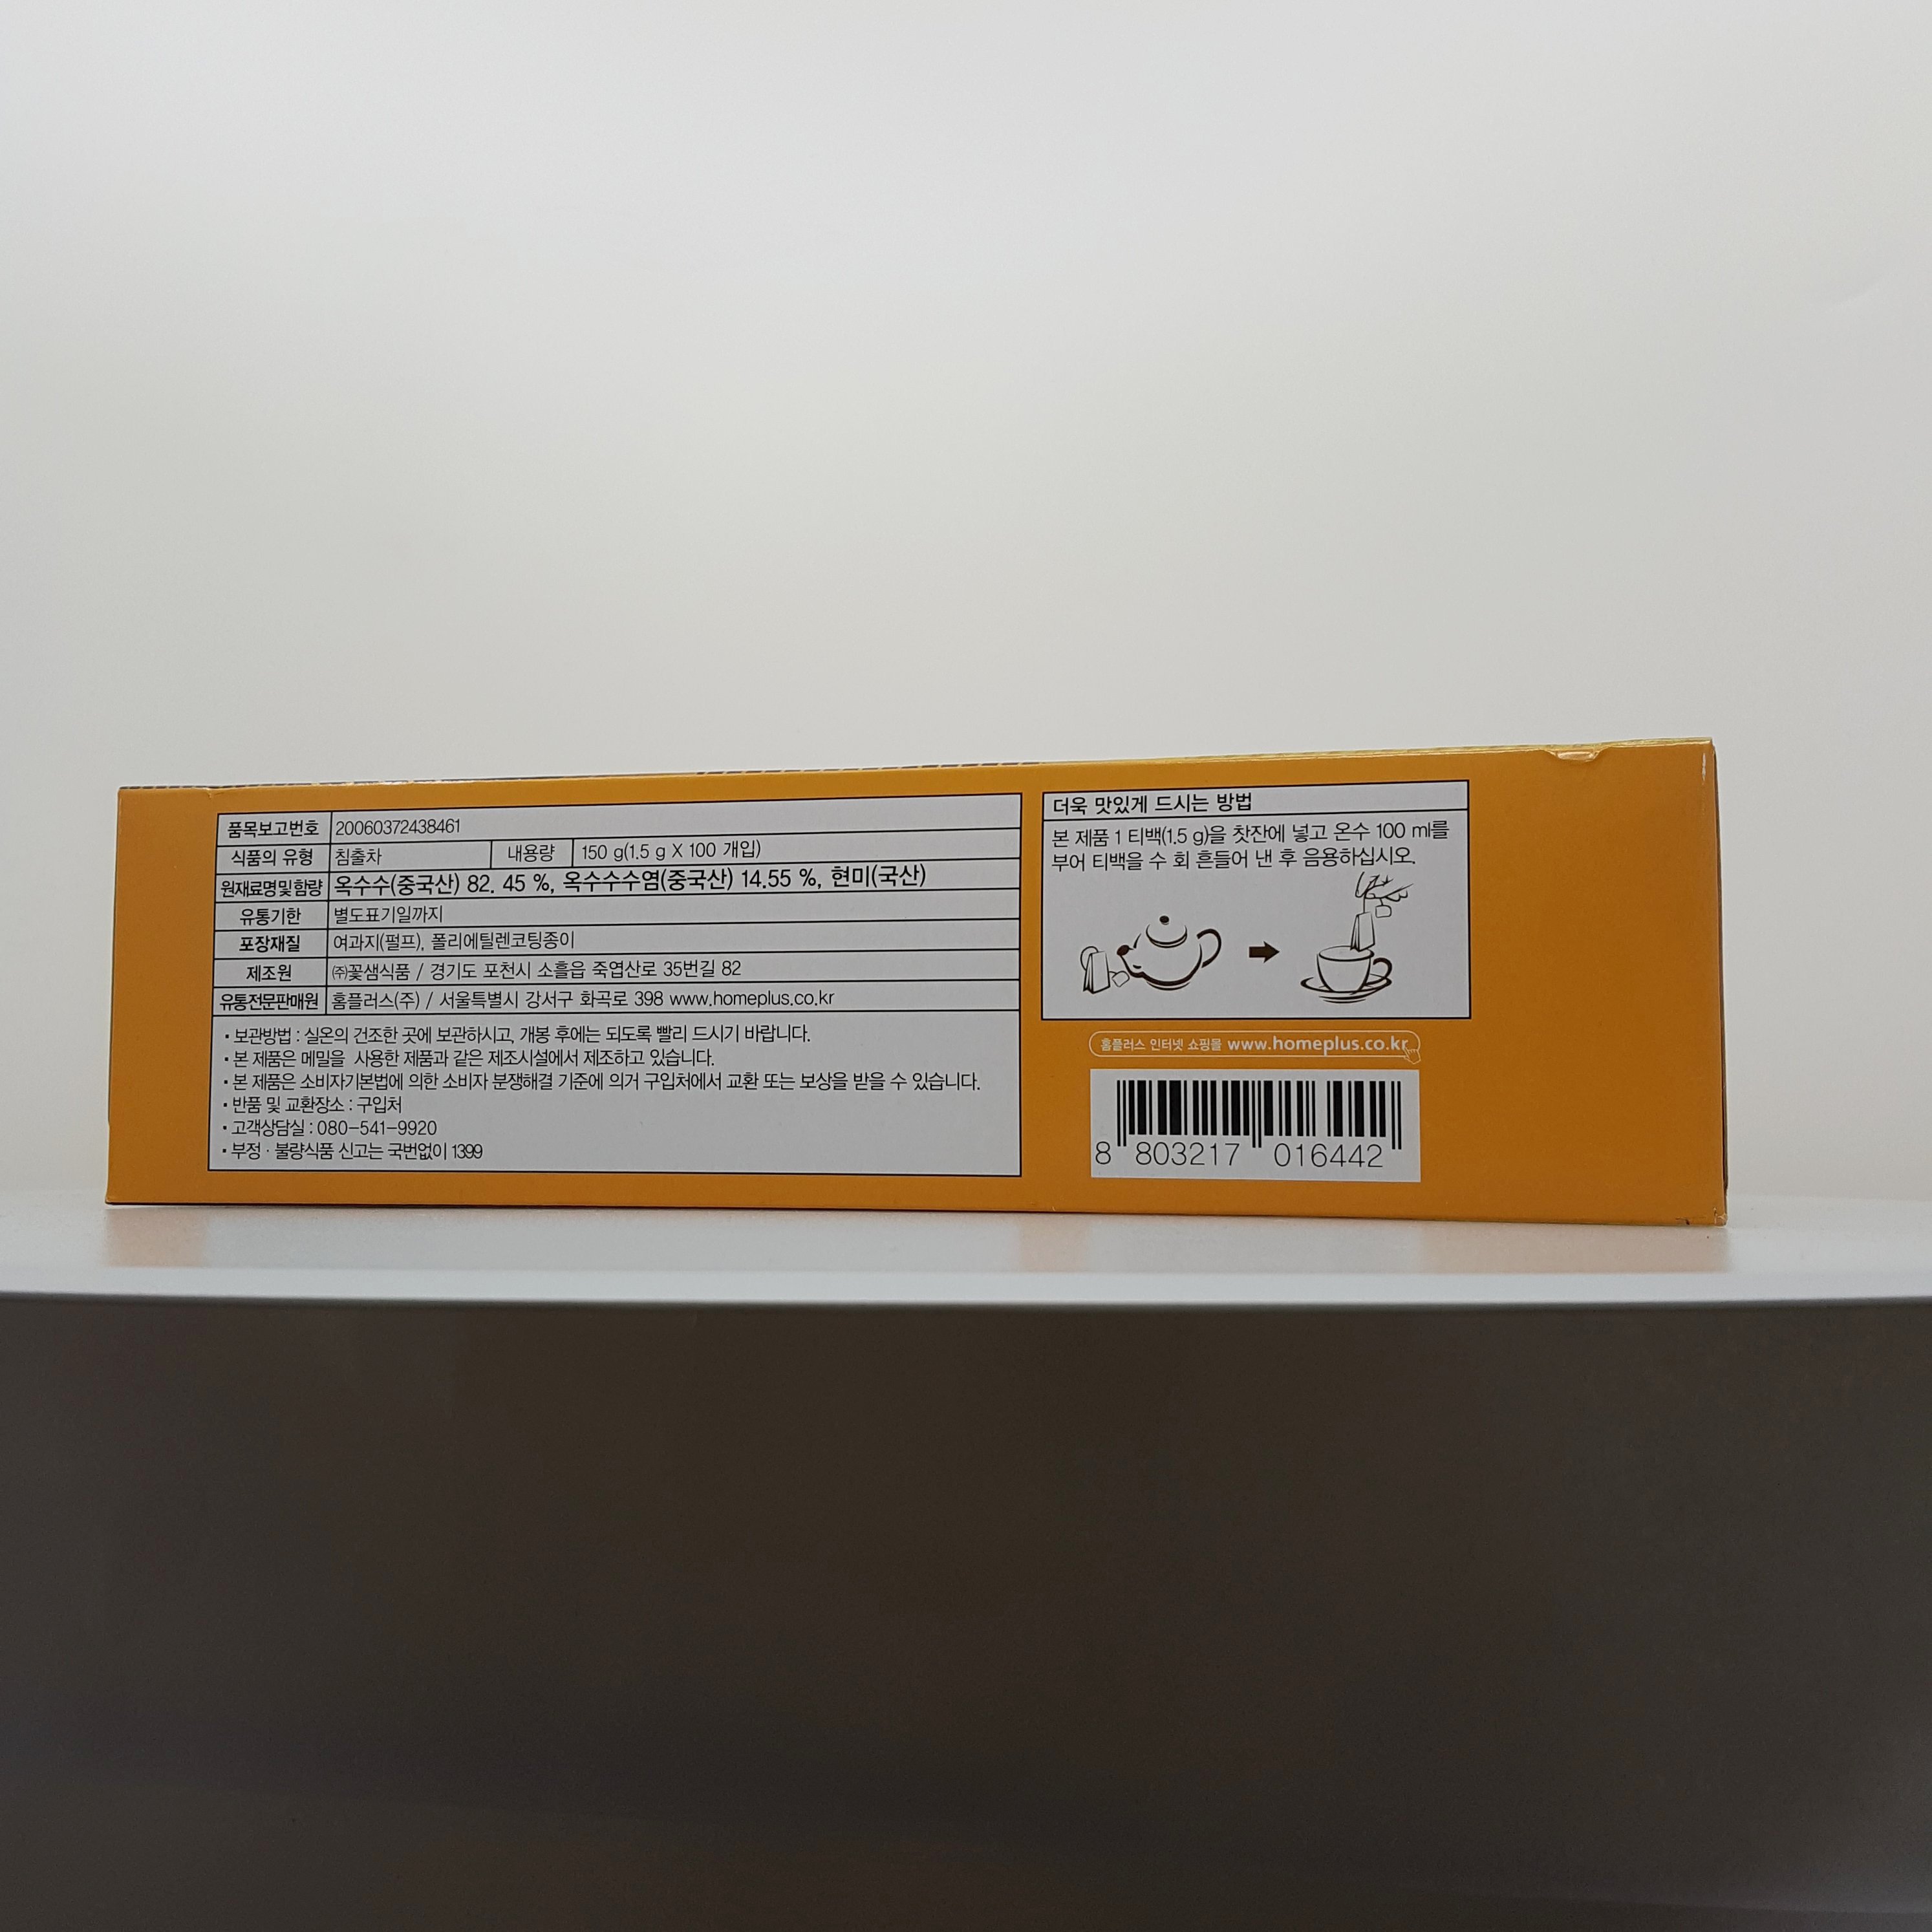 품목보고번호 20060372438461
식품의 유형 침출차 내용량 150 g(1.5 g X 100 개입)
원재료명및함량 옥수수(중국산) 82. 45 %, 옥수수수염(중국산) 14.55 %, 현미(국산)
유통기한 별도표기일까지
포장재질 여과지(펄프), 폴리에틸렌코팅종이
제조원 ㈜꽃샘식품 / 경기도 포천시 소흘읍 죽엽산로 35번길 82
유통전문판매원 홈플러스(주) / 서울특별시 강서구 화곡로 398 www.homeplus.co.kr
• 보관방법 : 실온의 건조한 곳에 보관하시고, 개봉 후에는 되도록 빨리 드시기 바랍니다.
• 본 제품은 메밀을 사용한 제품과 같은 제조시설에서 제조하고 있습니다.
• 본 제품은 소비자기본법에 의한 소비자 분쟁해결 기준에 의거 구입처에서 교환 또는 보상을 받을 수 있습니다.
• 반품 및 교환장소 : 구입처
• 고객상담실 : 080-541-9920
• 부정 · 불량식품 신고는 국번없이 1399
더욱 맛있게 드시는 방법
본 제품 1 티백(1.5 g)을 찻잔에 넣고 온수 100 ml를
부어 티백을 수 회 흔들어 낸 후 음용하십시오.
홈플러스 인터넷 쇼핑몰 www.homeplus.co.kr
8 803217 016442